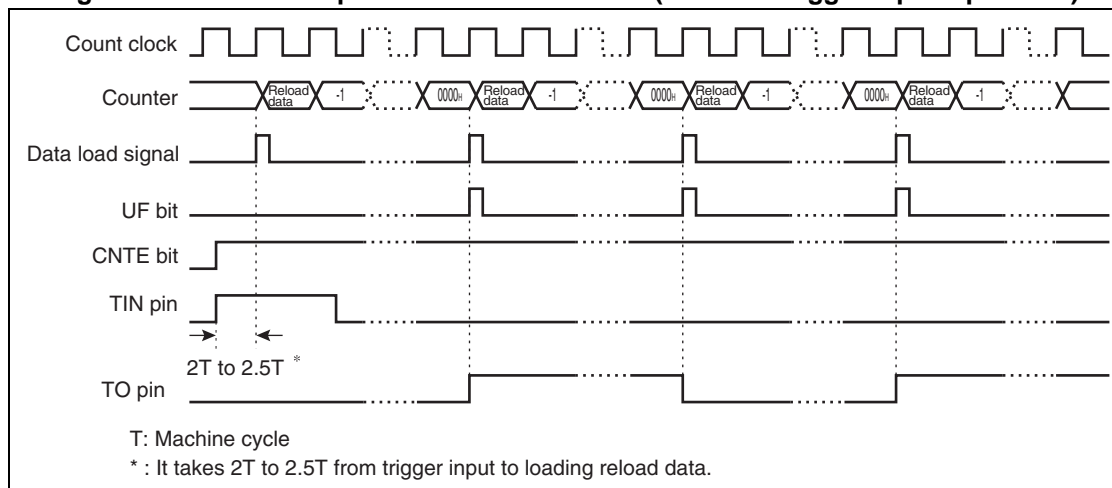 Count clock
Counter Reload data -1 0000H Reload data -1 0000H Reload data -1 0000H Reload data -1
Data load signal
UF bit
CNTE bit
TIN pin
2T to 2.5T *
TO pin
T: Machine cycle
* : It takes 2T to 2.5T from trigger input to loading reload data.